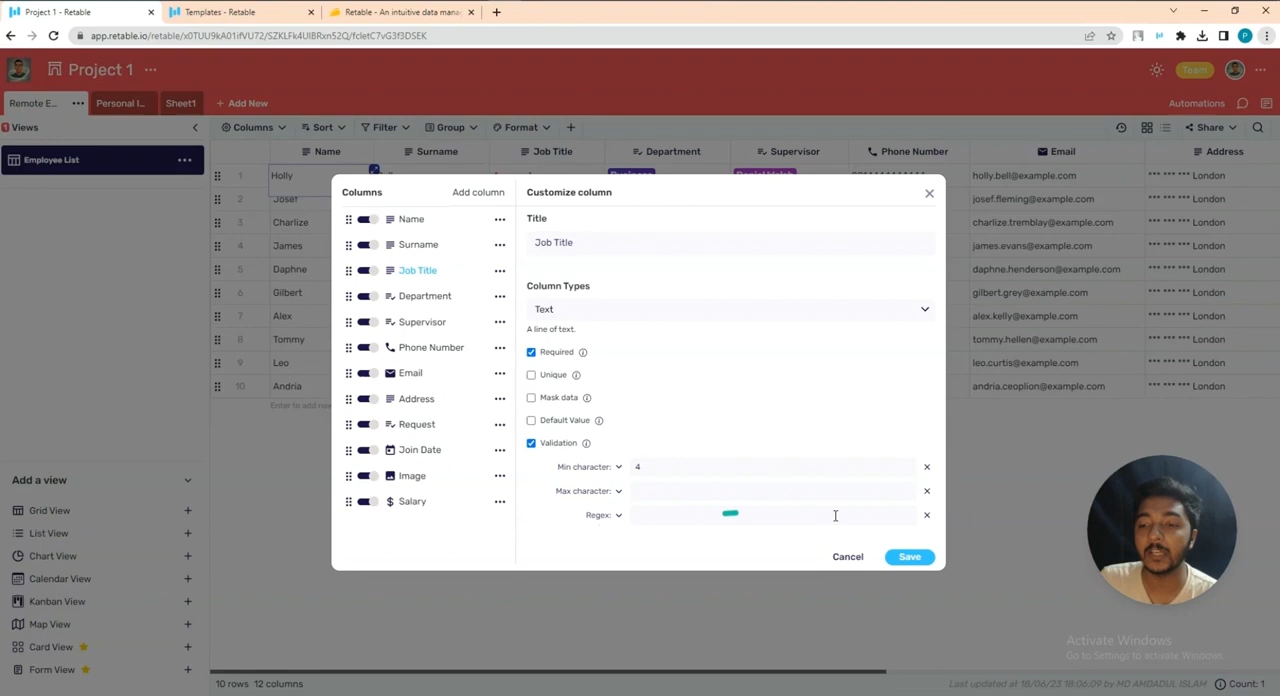 Project 1 - Retable
Templates - Retable
Retable - An intuitive data mana
app.retable.io/retable/x0TUU9kA01ifVU72/SZKLFk4UIBRxn52Q/fcletC7vG3f3DSEK
P
Project 1
Team
Remote E...
Personal I...
Sheet1
+ Add New
Automations
1 Views
Columns
Sort
Filter
Group
Format
Share
Employee List
Name
Surname
Job Title
Department
Supervisor
Phone Number
Email
Address
1 Holly holly.bell@example.com *** *** *** London
2 Josef josef.fleming@example.com *** *** *** London
3 Charlize charlize.tremblay@example.com *** *** *** London
4 James james.evans@example.com *** *** *** London
5 Daphne daphne.henderson@example.com *** *** *** London
6 Gilbert gilbert.grey@example.com *** *** *** London
7 Alex alex.kelly@example.com *** *** *** London
8 Tommy tommy.hellen@example.com *** *** *** London
9 Leo leo.curtis@example.com *** *** *** London
10 Andria andria.ceoplion@example.com *** *** *** London
Enter to add row
Columns
Add column
Name
Surname
Job Title
Department
Supervisor
Phone Number
Email
Address
Request
Join Date
Image
$ Salary
Customize column
Title
Job Title
Column Types
Text
A line of text.
Required
Unique
Mask data
Default Value
Validation
Min character: 4
Max character:
Regex:
Cancel
Save
Add a view
Grid View
List View
Chart View
Calendar View
Kanban View
Map View
Card View
Form View
Activate Windows
Go to Settings to activate Windows.
10 rows 12 columns
Last updated at 18/06/23 18:06:09 by MD AMDADUL ISLAM
Count: 1